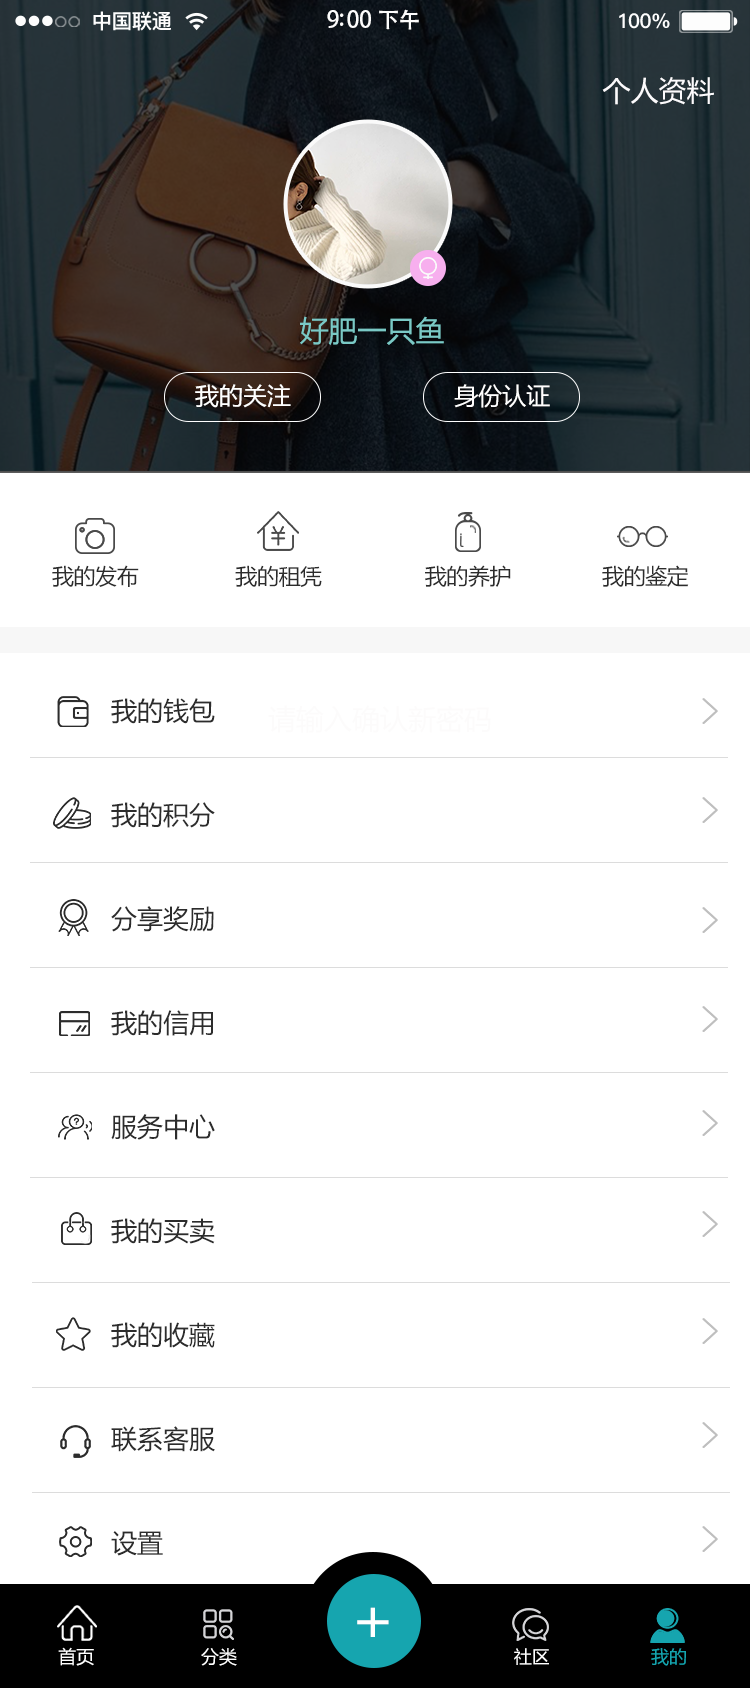 中国联通 9:00 下午 100%
个人资料
好肥一只鱼
我的关注 身份认证
我的发布 我的租凭 我的养护 我的鉴定
我的钱包
请输入确认新密码
我的积分
分享奖励
我的信用
服务中心
我的买卖
我的收藏
联系客服
设置
首页 分类 社区 我的